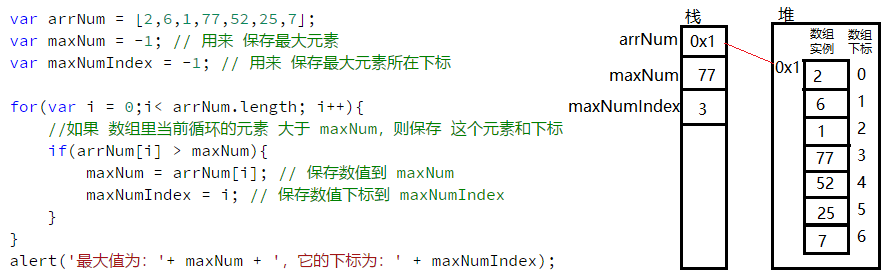 var arrNum = [2,6,1,77,52,25,7];
var maxNum = -1; // 用来 保存最大元素
var maxNumIndex = -1; // 用来 保存最大元素所在下标
for(var i = 0;i< arrNum.length; i++){
//如果 数组里当前循环的元素 大于 maxNum，则保存 这个元素和下标
if(arrNum[i] > maxNum){
maxNum = arrNum[i]; // 保存数值到 maxNum
maxNumIndex = i; // 保存数值下标到 maxNumIndex
}
}
alert('最大值为：'+ maxNum + '，它的下标为：' + maxNumIndex);
栈
arrNum 0x1
maxNum 77
maxNumIndex 3
堆
数组 数组
实例 下标
0x1
2 0
6 1
1 2
77 3
52 4
25 5
7 6